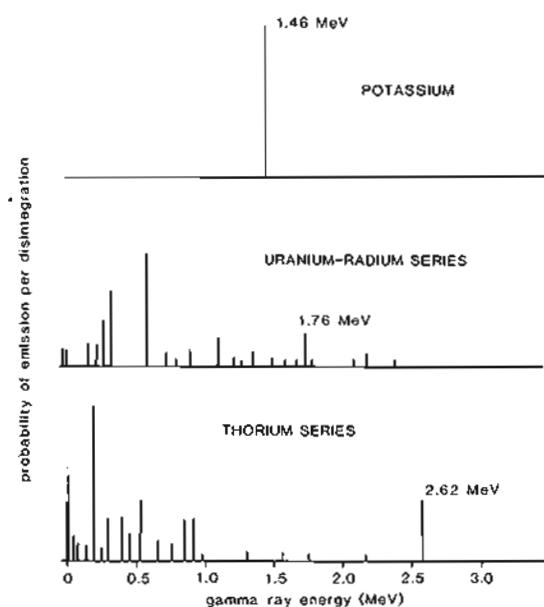 1.46 MeV
POTASSIUM
probability of emission per disintegration
URANIUM-RADIUM SERIES
1.76 MeV
THORIUM SERIES
2.62 MeV
0 0.5 1.0 1.5 2.0 2.5 3.0
gamma ray energy (MeV)